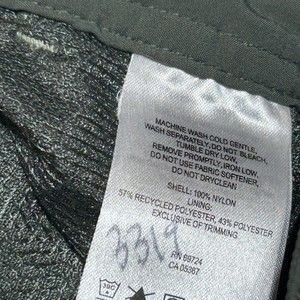 MACHINE WASH COLD GENTLE,
WASH SEPARATELY, DO NOT BLEACH,
TUMBLE DRY LOW,
REMOVE PROMPTLY, IRON LOW,
DO NOT USE FABRIC SOFTENER,
DO NOT DRYCLEAN
SHELL: 100% NYLON
LINING:
57% RECYCLED POLYESTER, 43% POLYESTER
EXCLUSIVE OF TRIMMING
3319
RN 69724
CA 05367